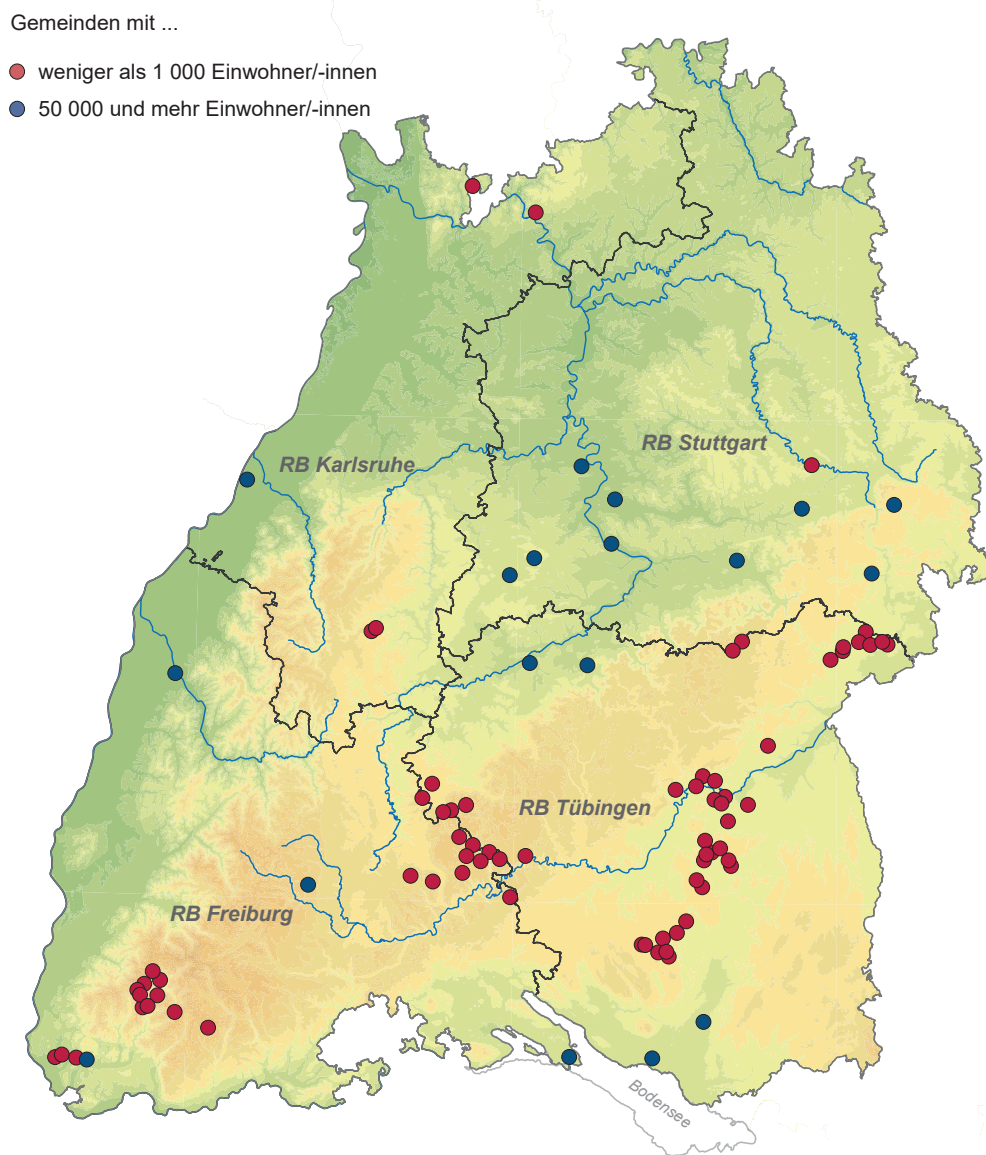 Gemeinden mit ...
weniger als 1 000 Einwohner/-innen
50 000 und mehr Einwohner/-innen
RB Stuttgart
RB Karlsruhe
RB Tübingen
RB Freiburg
Bodensee